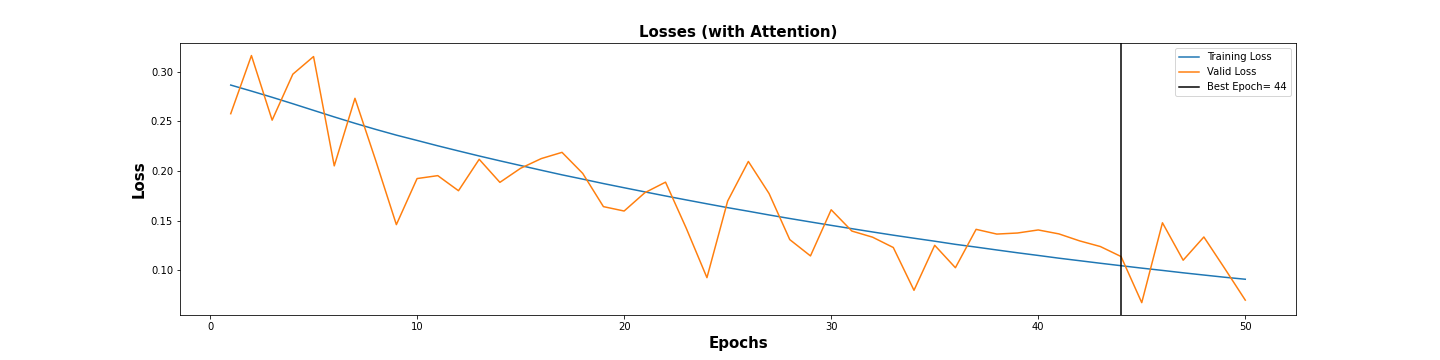 Losses (with Attention)
Training Loss
Valid Loss
Best Epoch= 44
0.30
0.25
0.20
0.15
0.10
Loss
0
10
20
30
40
50
Epochs